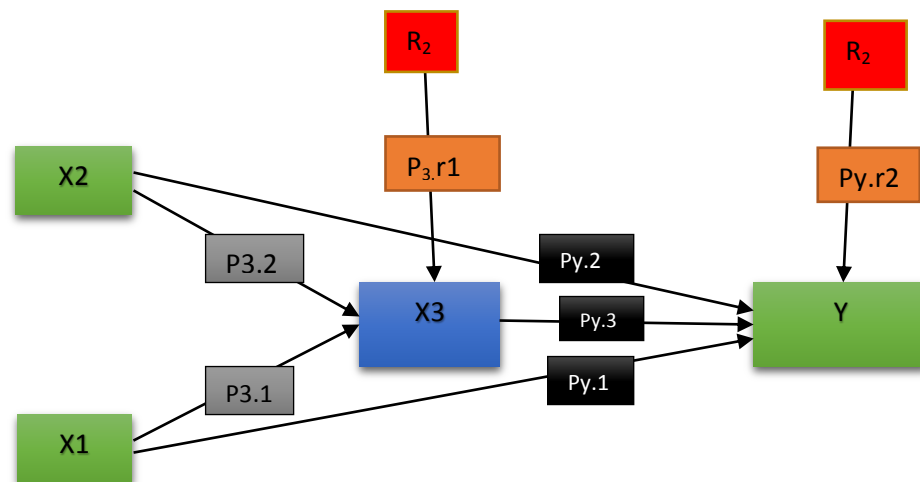 R₂
R₂
P₃.r1
Py.r2
X2
P3.2
Py.2
X3
Py.3
Y
P3.1
Py.1
X1